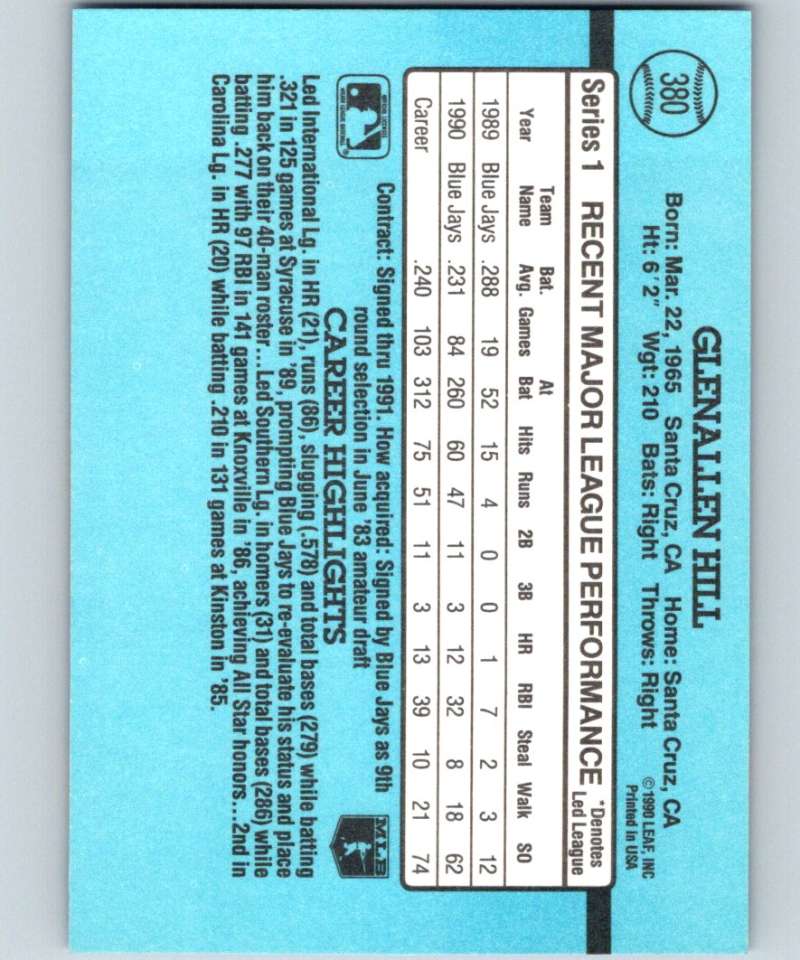 380
GLENALLEN HILL
Born: Mar. 22, 1965 Santa Cruz, CA Home: Santa Cruz, CA
Ht: 6'2" Wgt: 210 Bats: Right Throws: Right
©1990 LEAF, INC
Printed in USA
Series 1 RECENT MAJOR LEAGUE PERFORMANCE
*Denotes
Led League
Year Team Name Bat. Avg. Games At Bat Hits Runs 2B 3B HR RBI Steal Walk SO
1989 Blue Jays .288 19 52 15 4 0 0 1 7 2 3 12
1990 Blue Jays .231 84 260 60 47 11 3 12 32 8 18 62
Career .240 103 312 75 51 11 3 13 39 10 21 74
Contract: Signed thru 1991. How acquired: Signed by Blue Jays as 9th
round selection in June '83 amateur draft
MLB
CAREER HIGHLIGHTS
Led International Lg. in HR (21), runs (86), slugging (.578) and total bases (279) while batting
.321 in 125 games at Syracuse in '89, prompting Blue Jays to re-evaluate his status and place
him back on their 40-man roster...Led Southern Lg. in homers (31) and total bases (286) while
batting .277 with 97 RBI in 141 games at Knoxville in '86, achieving All Star honors...2nd in
Carolina Lg. in HR (20) while batting .210 in 131 games at Kinston in '85.